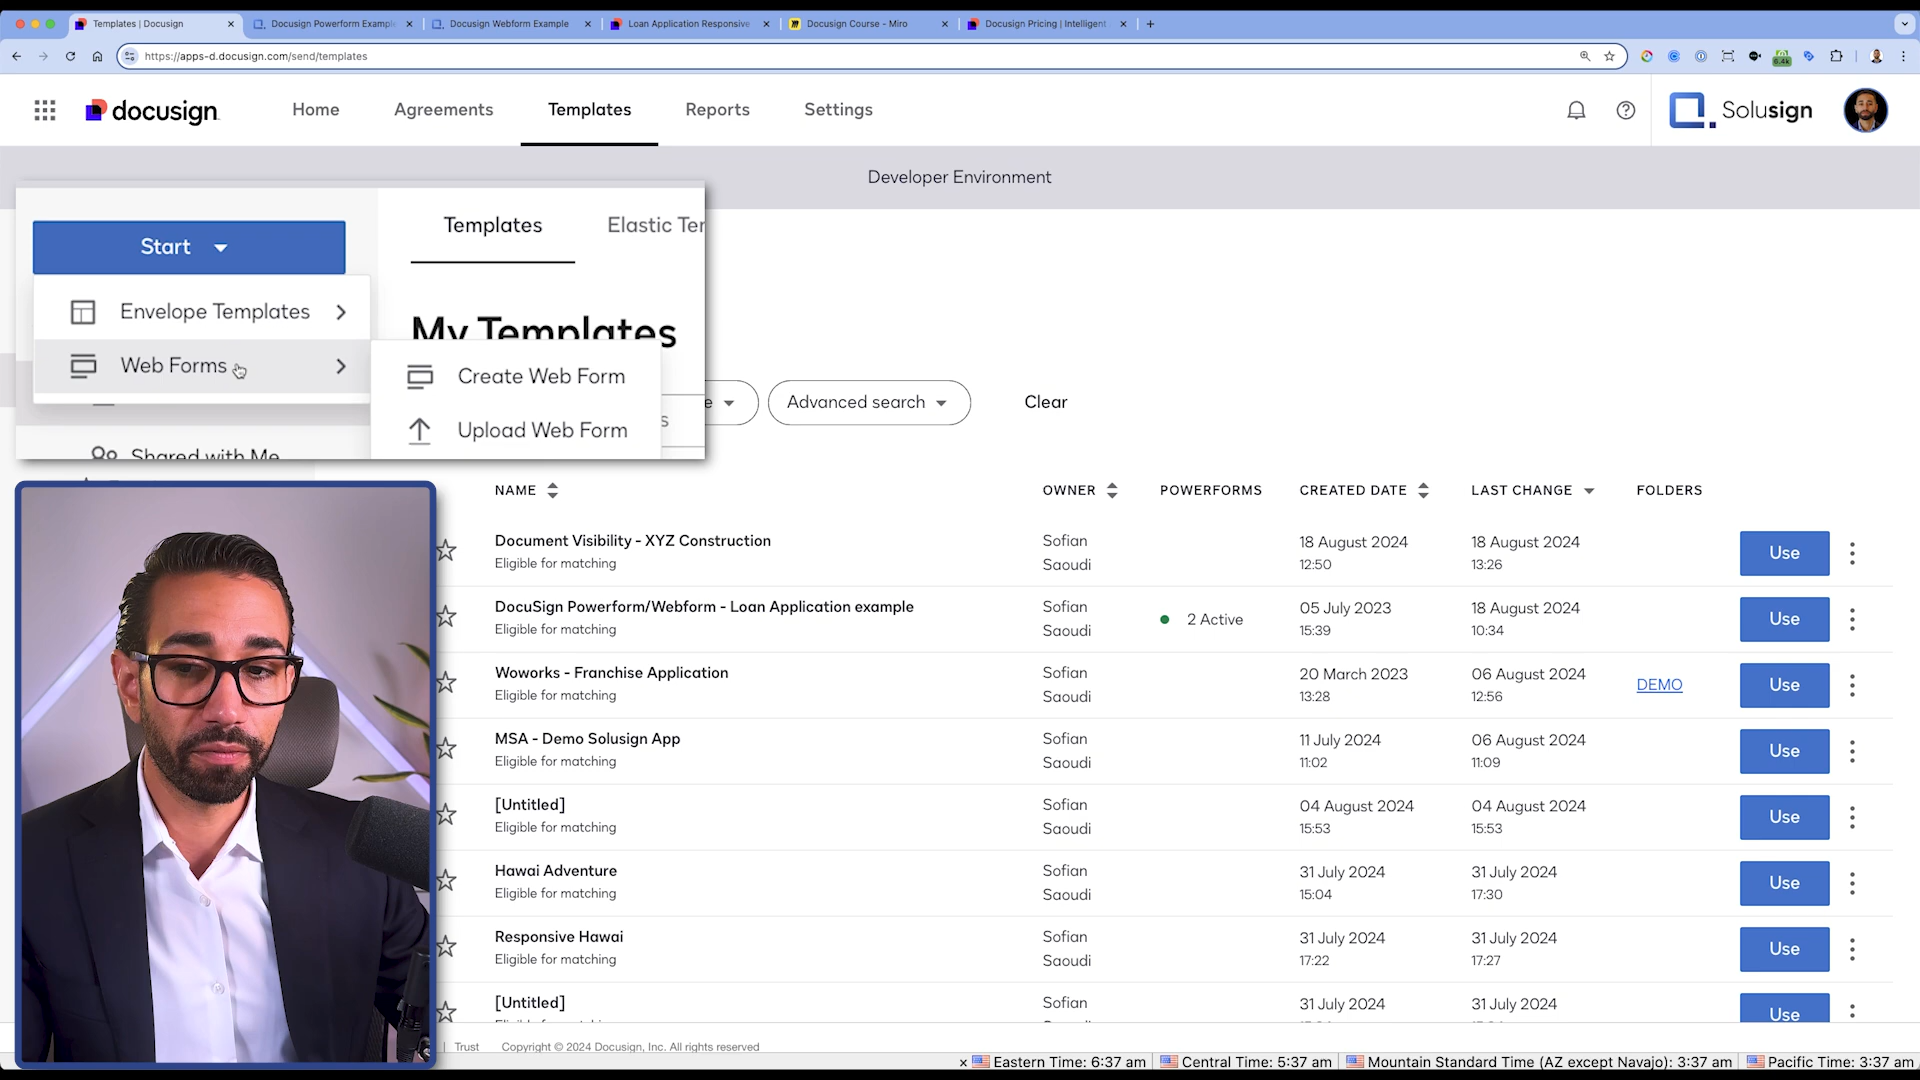 Templates | Docusign
Docusign Powerform Example
Docusign Webform Example
Loan Application Responsive
Docusign Course - Miro
Docusign Pricing | Intelligent
https://apps-d.docusign.com/send/templates
6.4k
docusign
Home
Agreements
Templates
Reports
Settings
Solusign
Developer Environment
Start
Templates
Elastic Ter
Envelope Templates
My Templates
Web Forms
Create Web Form
Upload Web Form
Shared with Me
e
s
Advanced search
Clear
NAME
OWNER
POWERFORMS
CREATED DATE
LAST CHANGE
FOLDERS
Document Visibility - XYZ Construction
Eligible for matching
Sofian
Saoudi
18 August 2024
12:50
18 August 2024
13:26
Use
DocuSign Powerform/Webform - Loan Application example
Eligible for matching
Sofian
Saoudi
2 Active
05 July 2023
15:39
18 August 2024
10:34
Use
Woworks - Franchise Application
Eligible for matching
Sofian
Saoudi
20 March 2023
13:28
06 August 2024
12:56
DEMO
Use
MSA - Demo Solusign App
Eligible for matching
Sofian
Saoudi
11 July 2024
11:02
06 August 2024
11:09
Use
[Untitled]
Eligible for matching
Sofian
Saoudi
04 August 2024
15:53
04 August 2024
15:53
Use
Hawai Adventure
Eligible for matching
Sofian
Saoudi
31 July 2024
15:04
31 July 2024
17:30
Use
Responsive Hawai
Eligible for matching
Sofian
Saoudi
31 July 2024
17:22
31 July 2024
17:27
Use
[Untitled]
Sofian
31 July 2024
31 July 2024
Use
Trust
Copyright © 2024 Docusign, Inc. All rights reserved
x Eastern Time: 6:37 am
Central Time: 5:37 am
Mountain Standard Time (AZ except Navajo): 3:37 am
Pacific Time: 3:37 am